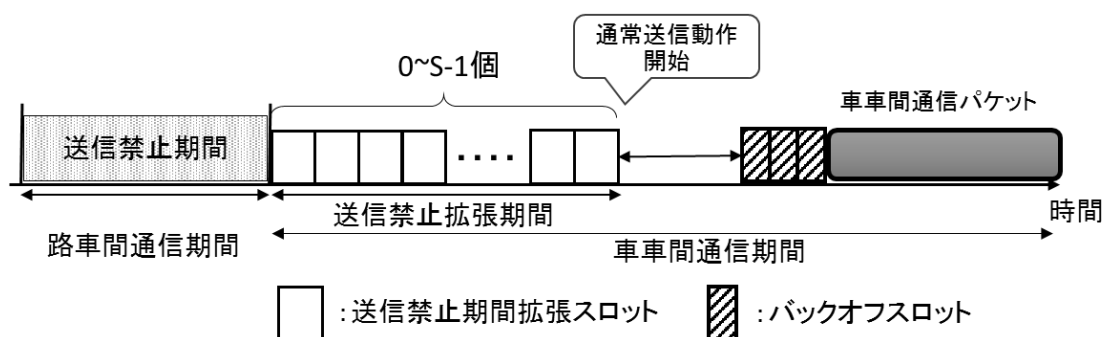 通常送信動作
開始
0~S-1個
車車間通信パケット
送信禁止期間
送信禁止拡張期間
時間
路車間通信期間
車車間通信期間
:送信禁止期間拡張スロット
:バックオフスロット